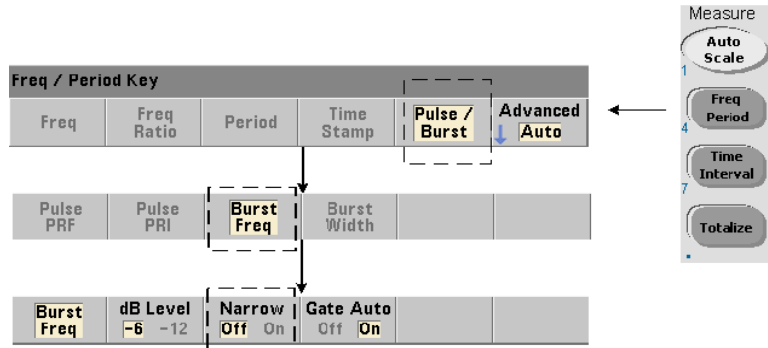 Measure
Auto
Scale
1
Freq
Period
4
Time
Interval
7
Totalize
Freq / Period Key
Freq
Freq
Ratio
Period
Time
Stamp
Pulse /
Burst
Advanced
Auto
Pulse
PRF
Pulse
PRI
Burst
Freq
Burst
Width
Burst
Freq
dB Level
-6 -12
Narrow
Off On
Gate Auto
Off On